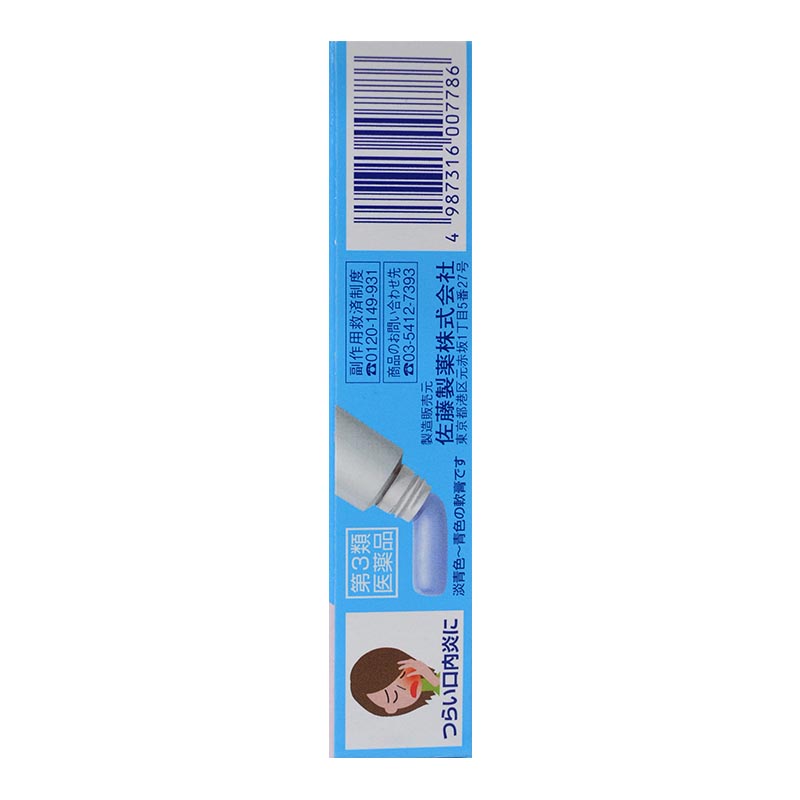 つらい口内炎に
第3類
医薬品
淡青色～青色の軟膏です
副作用救済制度
☎0120-149-931
商品のお問い合わせ先
☎03-5412-7393
製造販売元
佐藤製薬株式会社
東京都港区元赤坂1丁目5番27号
4 987316 007786